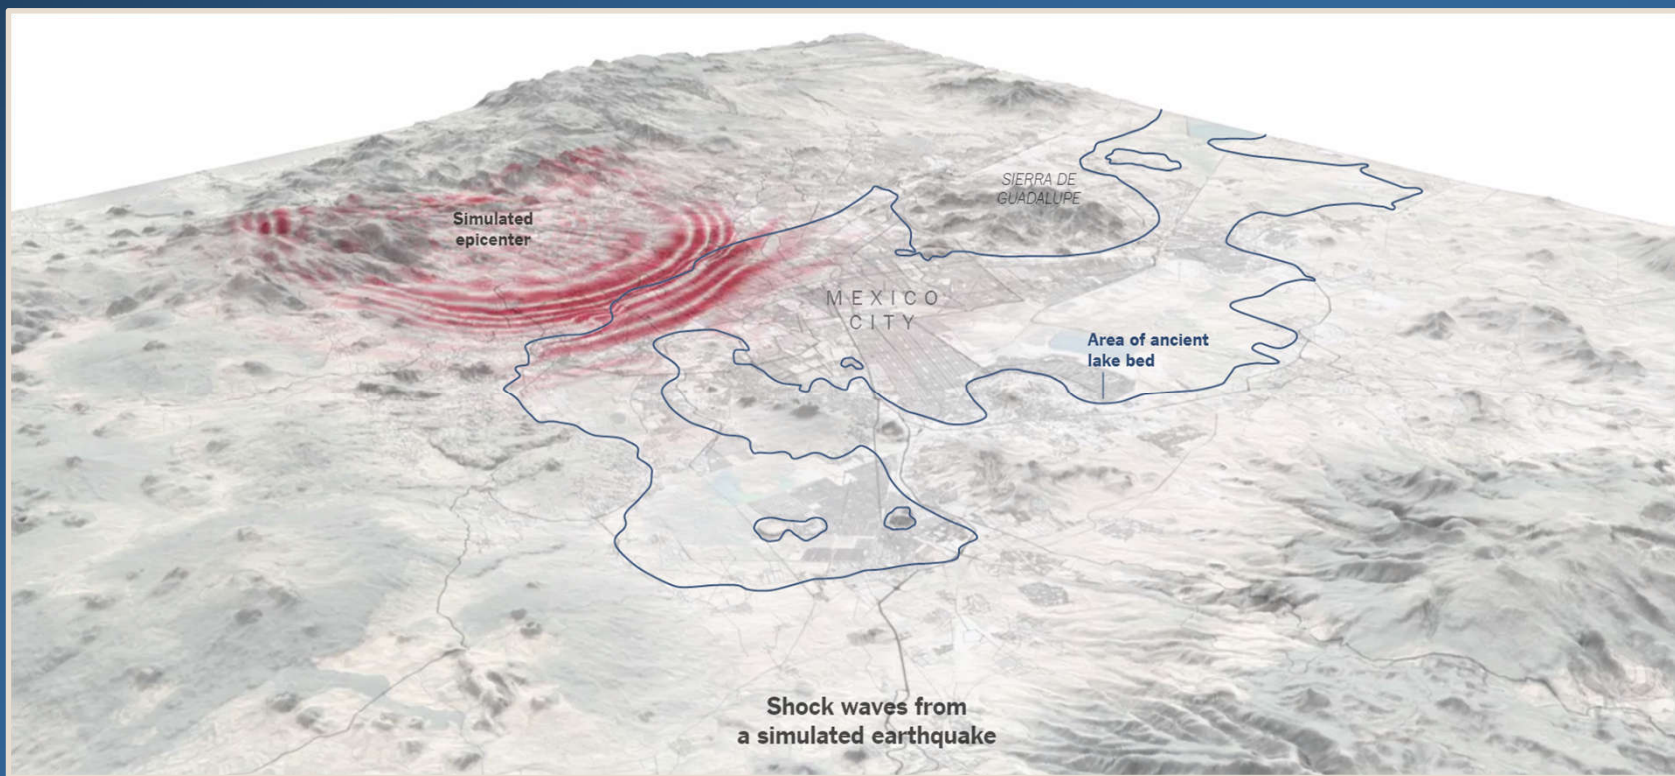 SIERRA DE
GUADALUPE
Simulated
epicenter
MEXICO
CITY
Area of ancient
lake bed
Shock waves from
a simulated earthquake